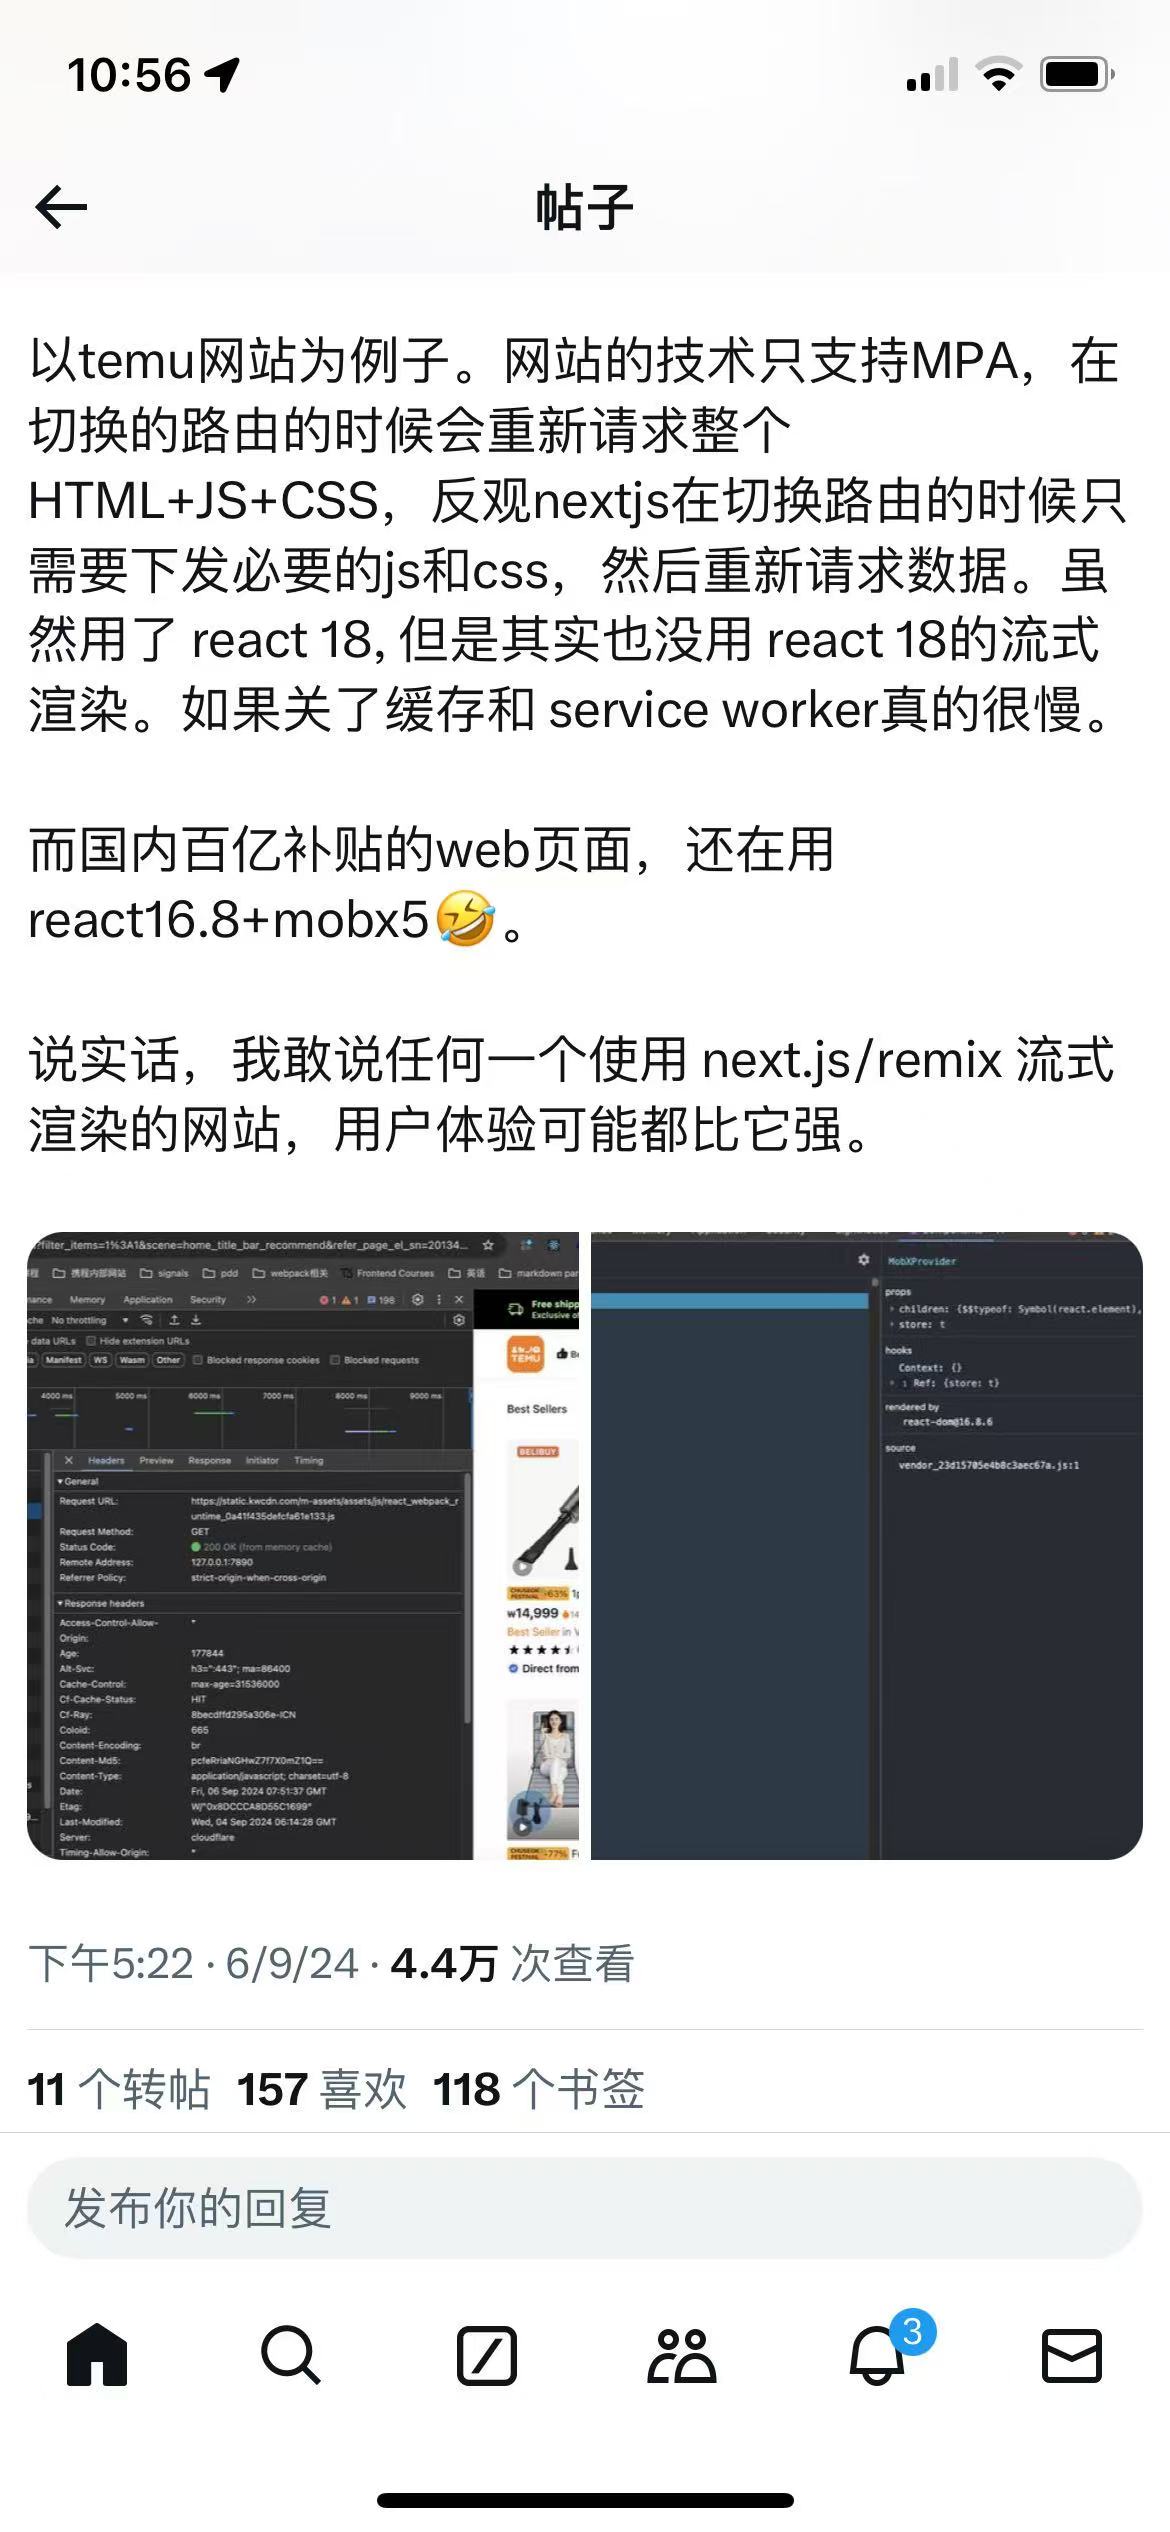 10:56
帖子
以temu网站为例子。网站的技术只支持MPA，在
切换的路由的时候会重新请求整个
HTML+JS+CSS，反观nextjs在切换路由的时候只
需要下发必要的js和css，然后重新请求数据。虽
然用了 react 18, 但是其实也没用 react 18的流式
渲染。如果关了缓存和 service worker真的很慢。
而国内百亿补贴的web页面，还在用
react16.8+mobx5🤣。
说实话，我敢说任何一个使用 next.js/remix 流式
渲染的网站，用户体验可能都比它强。
?filter_items=1%3A1&scene=home_title_bar_recommend&refer_page_el_sn=20134...
携程内部网站 signals pdd webpack相关 Frontend Courses 英语 markdown par
Memory Application Security 1 1 198
No throttling
data URLs Hide extension URLs
Manifest WS Wasm Other Blocked response cookies Blocked requests
4000 ms 5000 ms 6000 ms 7000 ms 8000 ms 9000 ms
Headers Preview Response Initiator Timing
General
Request URL: https://static.kwcdn.com/m-assets/assets/js/react_webpack_r
untime_0a41f435defcfa61e133.js
Request Method: GET
Status Code: 200 OK (from memory cache)
Remote Address: 127.0.0.1:7890
Referrer Policy: strict-origin-when-cross-origin
Response headers
Access-Control-Allow-
Origin: *
Age: 177844
Alt-Svc: h3=":443"; ma=86400
Cache-Control: max-age=31536000
Cf-Cache-Status: HIT
Cf-Ray: 8becdffd295a306e-ICN
Coloid: 665
Content-Encoding: br
Content-Md5: pcfeRriaNGHwZ7f7X0mZ1Q==
Content-Type: application/javascript; charset=utf-8
Date: Fri, 06 Sep 2024 07:51:37 GMT
Etag: W/"0x8DCCCA8D55C1699"
Last-Modified: Wed, 04 Sep 2024 06:14:28 GMT
Server: cloudflare
Timing-Allow-Origin: *
Free shipp
Exclusive o
TEMU
Best Sellers
BELIBUY
CHUSEOK FESTIVAL -63%
₩14,999
Best Seller in
Direct from
CHUSEOK FESTIVAL -77%
MobXProvider
props
children: {$$typeof: Symbol(react.element),
store: t
hooks
Context: {}
1 Ref: {store: t}
rendered by
react-dom@16.8.6
source
vendor_23d15705e4b8c3aec67a.js:1
下午5:22 · 6/9/24 · 4.4万 次查看
11 个转帖 157 喜欢 118 个书签
发布你的回复
3